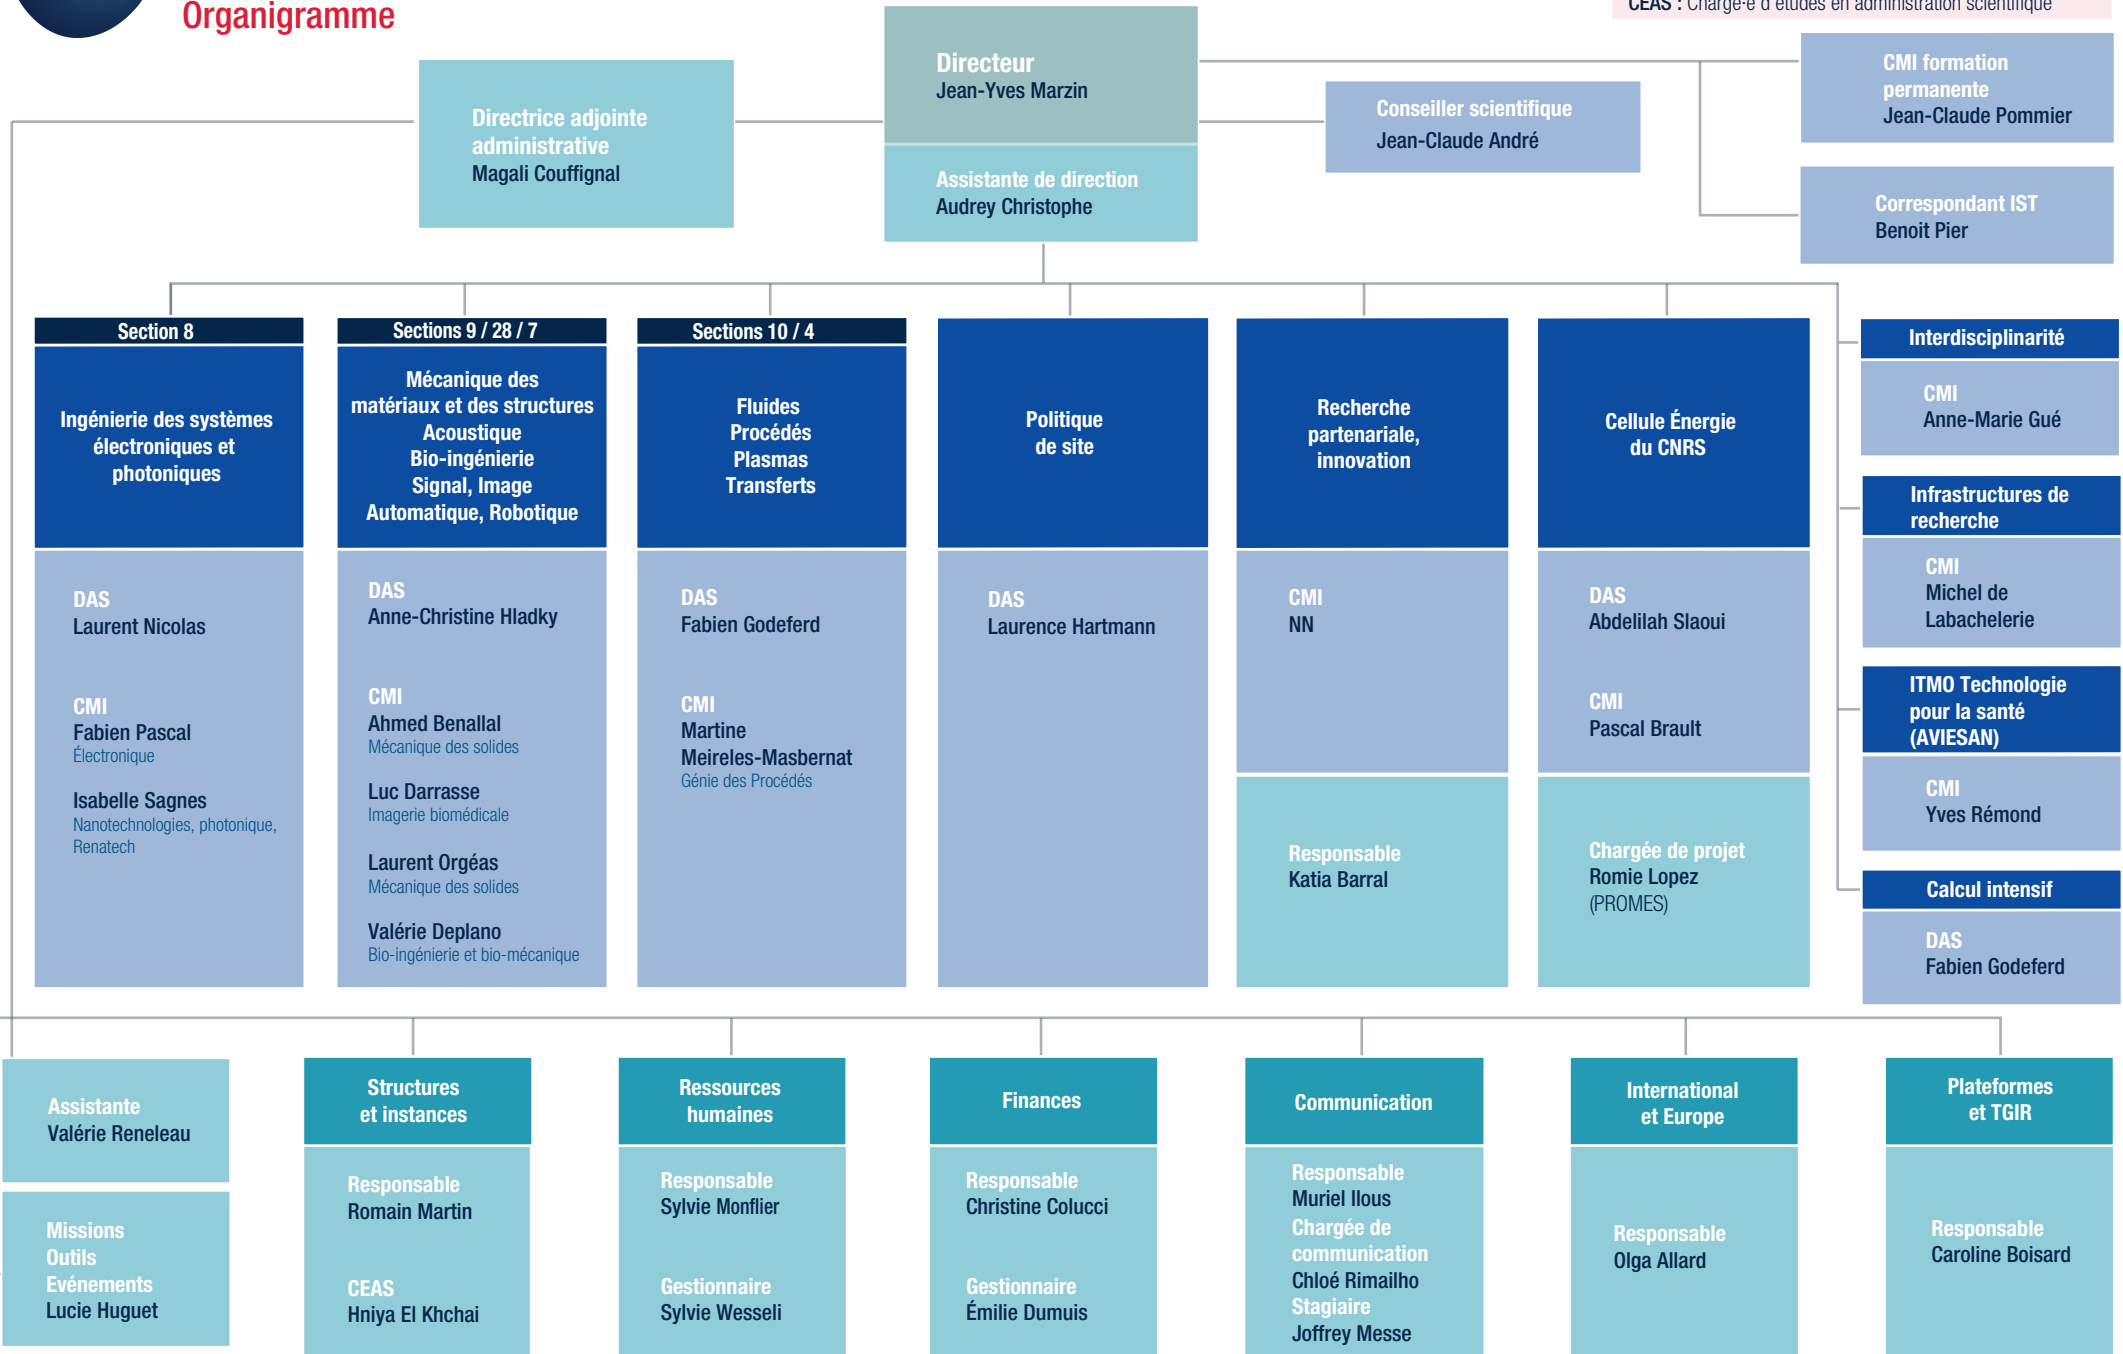 Organigramme
CEAS : Chargé·e d'études en administration scientifique
Directeur
Jean-Yves Marzin
Assistante de direction
Audrey Christophe
Directrice adjointe
administrative
Magali Couffignal
Conseiller scientifique
Jean-Claude André
CMI formation
permanente
Jean-Claude Pommier
Correspondant IST
Benoit Pier
Section 8
Ingénierie des systèmes
électroniques et
photoniques
DAS
Laurent Nicolas
CMI
Fabien Pascal
Électronique
Isabelle Sagnes
Nanotechnologies, photonique,
Renatech
Sections 9 / 28 / 7
Mécanique des
matériaux et des structures
Acoustique
Bio-ingénierie
Signal, Image
Automatique, Robotique
DAS
Anne-Christine Hladky
CMI
Ahmed Benallal
Mécanique des solides
Luc Darrasse
Imagerie biomédicale
Laurent Orgéas
Mécanique des solides
Valérie Deplano
Bio-ingénierie et bio-mécanique
Sections 10 / 4
Fluides
Procédés
Plasmas
Transferts
DAS
Fabien Godeferd
CMI
Martine
Meireles-Masbernat
Génie des Procédés
Politique
de site
DAS
Laurence Hartmann
Recherche
partenariale,
innovation
CMI
NN
Responsable
Katia Barral
Cellule Énergie
du CNRS
DAS
Abdelilah Slaoui
CMI
Pascal Brault
Chargée de projet
Romie Lopez
(PROMES)
Interdisciplinarité
CMI
Anne-Marie Gué
Infrastructures de
recherche
CMI
Michel de
Labachelerie
ITMO Technologie
pour la santé
(AVIESAN)
CMI
Yves Rémond
Calcul intensif
DAS
Fabien Godeferd
Assistante
Valérie Reneleau
Missions
Outils
Evénements
Lucie Huguet
Structures
et instances
Responsable
Romain Martin
CEAS
Hniya El Khchai
Ressources
humaines
Responsable
Sylvie Monflier
Gestionnaire
Sylvie Wesseli
Finances
Responsable
Christine Colucci
Gestionnaire
Émilie Dumuis
Communication
Responsable
Muriel Ilous
Chargée de
communication
Chloé Rimailho
Stagiaire
Joffrey Messe
International
et Europe
Responsable
Olga Allard
Plateformes
et TGIR
Responsable
Caroline Boisard